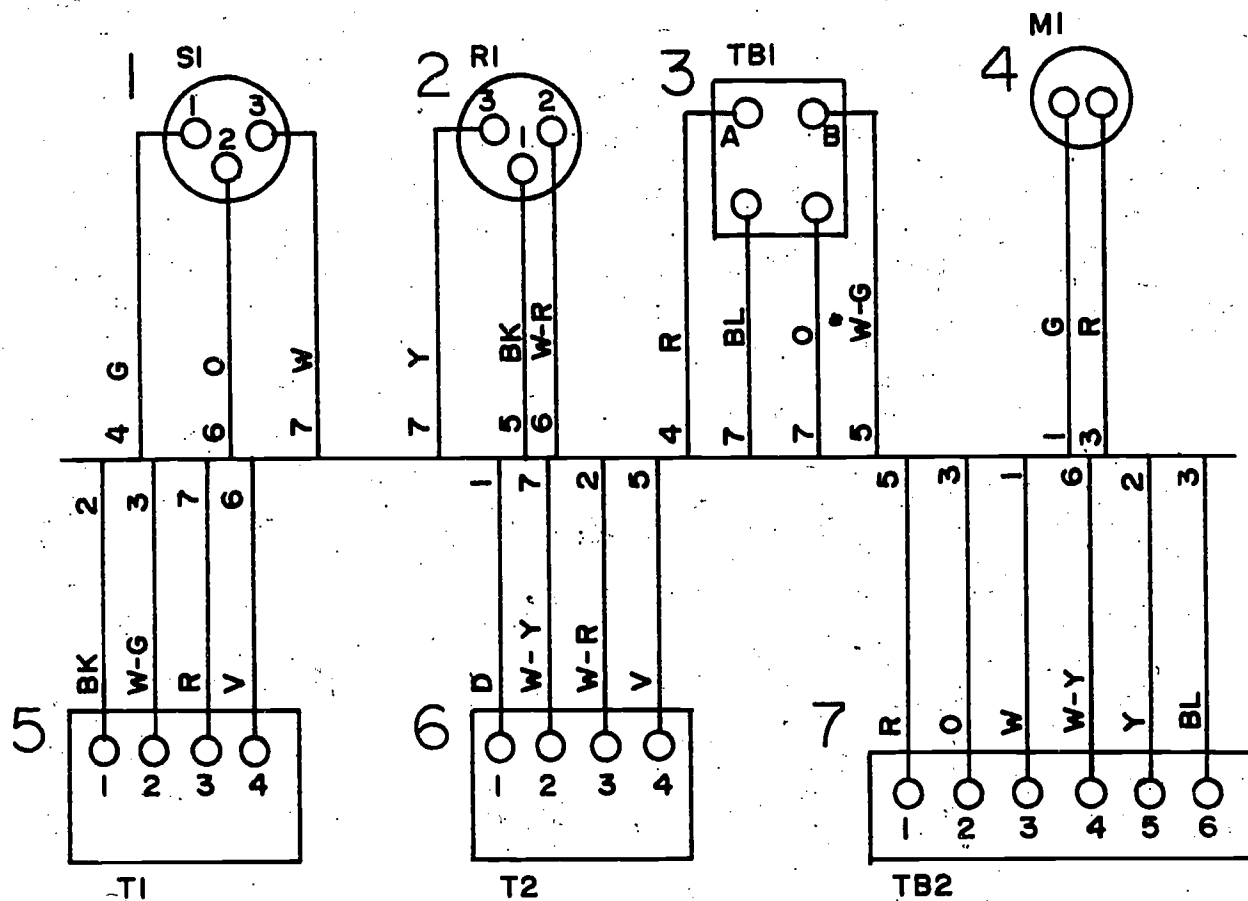 1 S1 2 R1 3 TB1 4 M1
1 2 3 3 1 2 A B
G O W Y BK W-R R BL O W-G G R
4 6 7 7 5 6 4 7 7 5 1 3
2 3 7 6 1 7 2 5 5 3 1 6 2 3
BK W-G R V D W-Y W-R V R O W W-Y Y BL
5 6 7
1 2 3 4 1 2 3 4 1 2 3 4 5 6
T1 T2 TB2